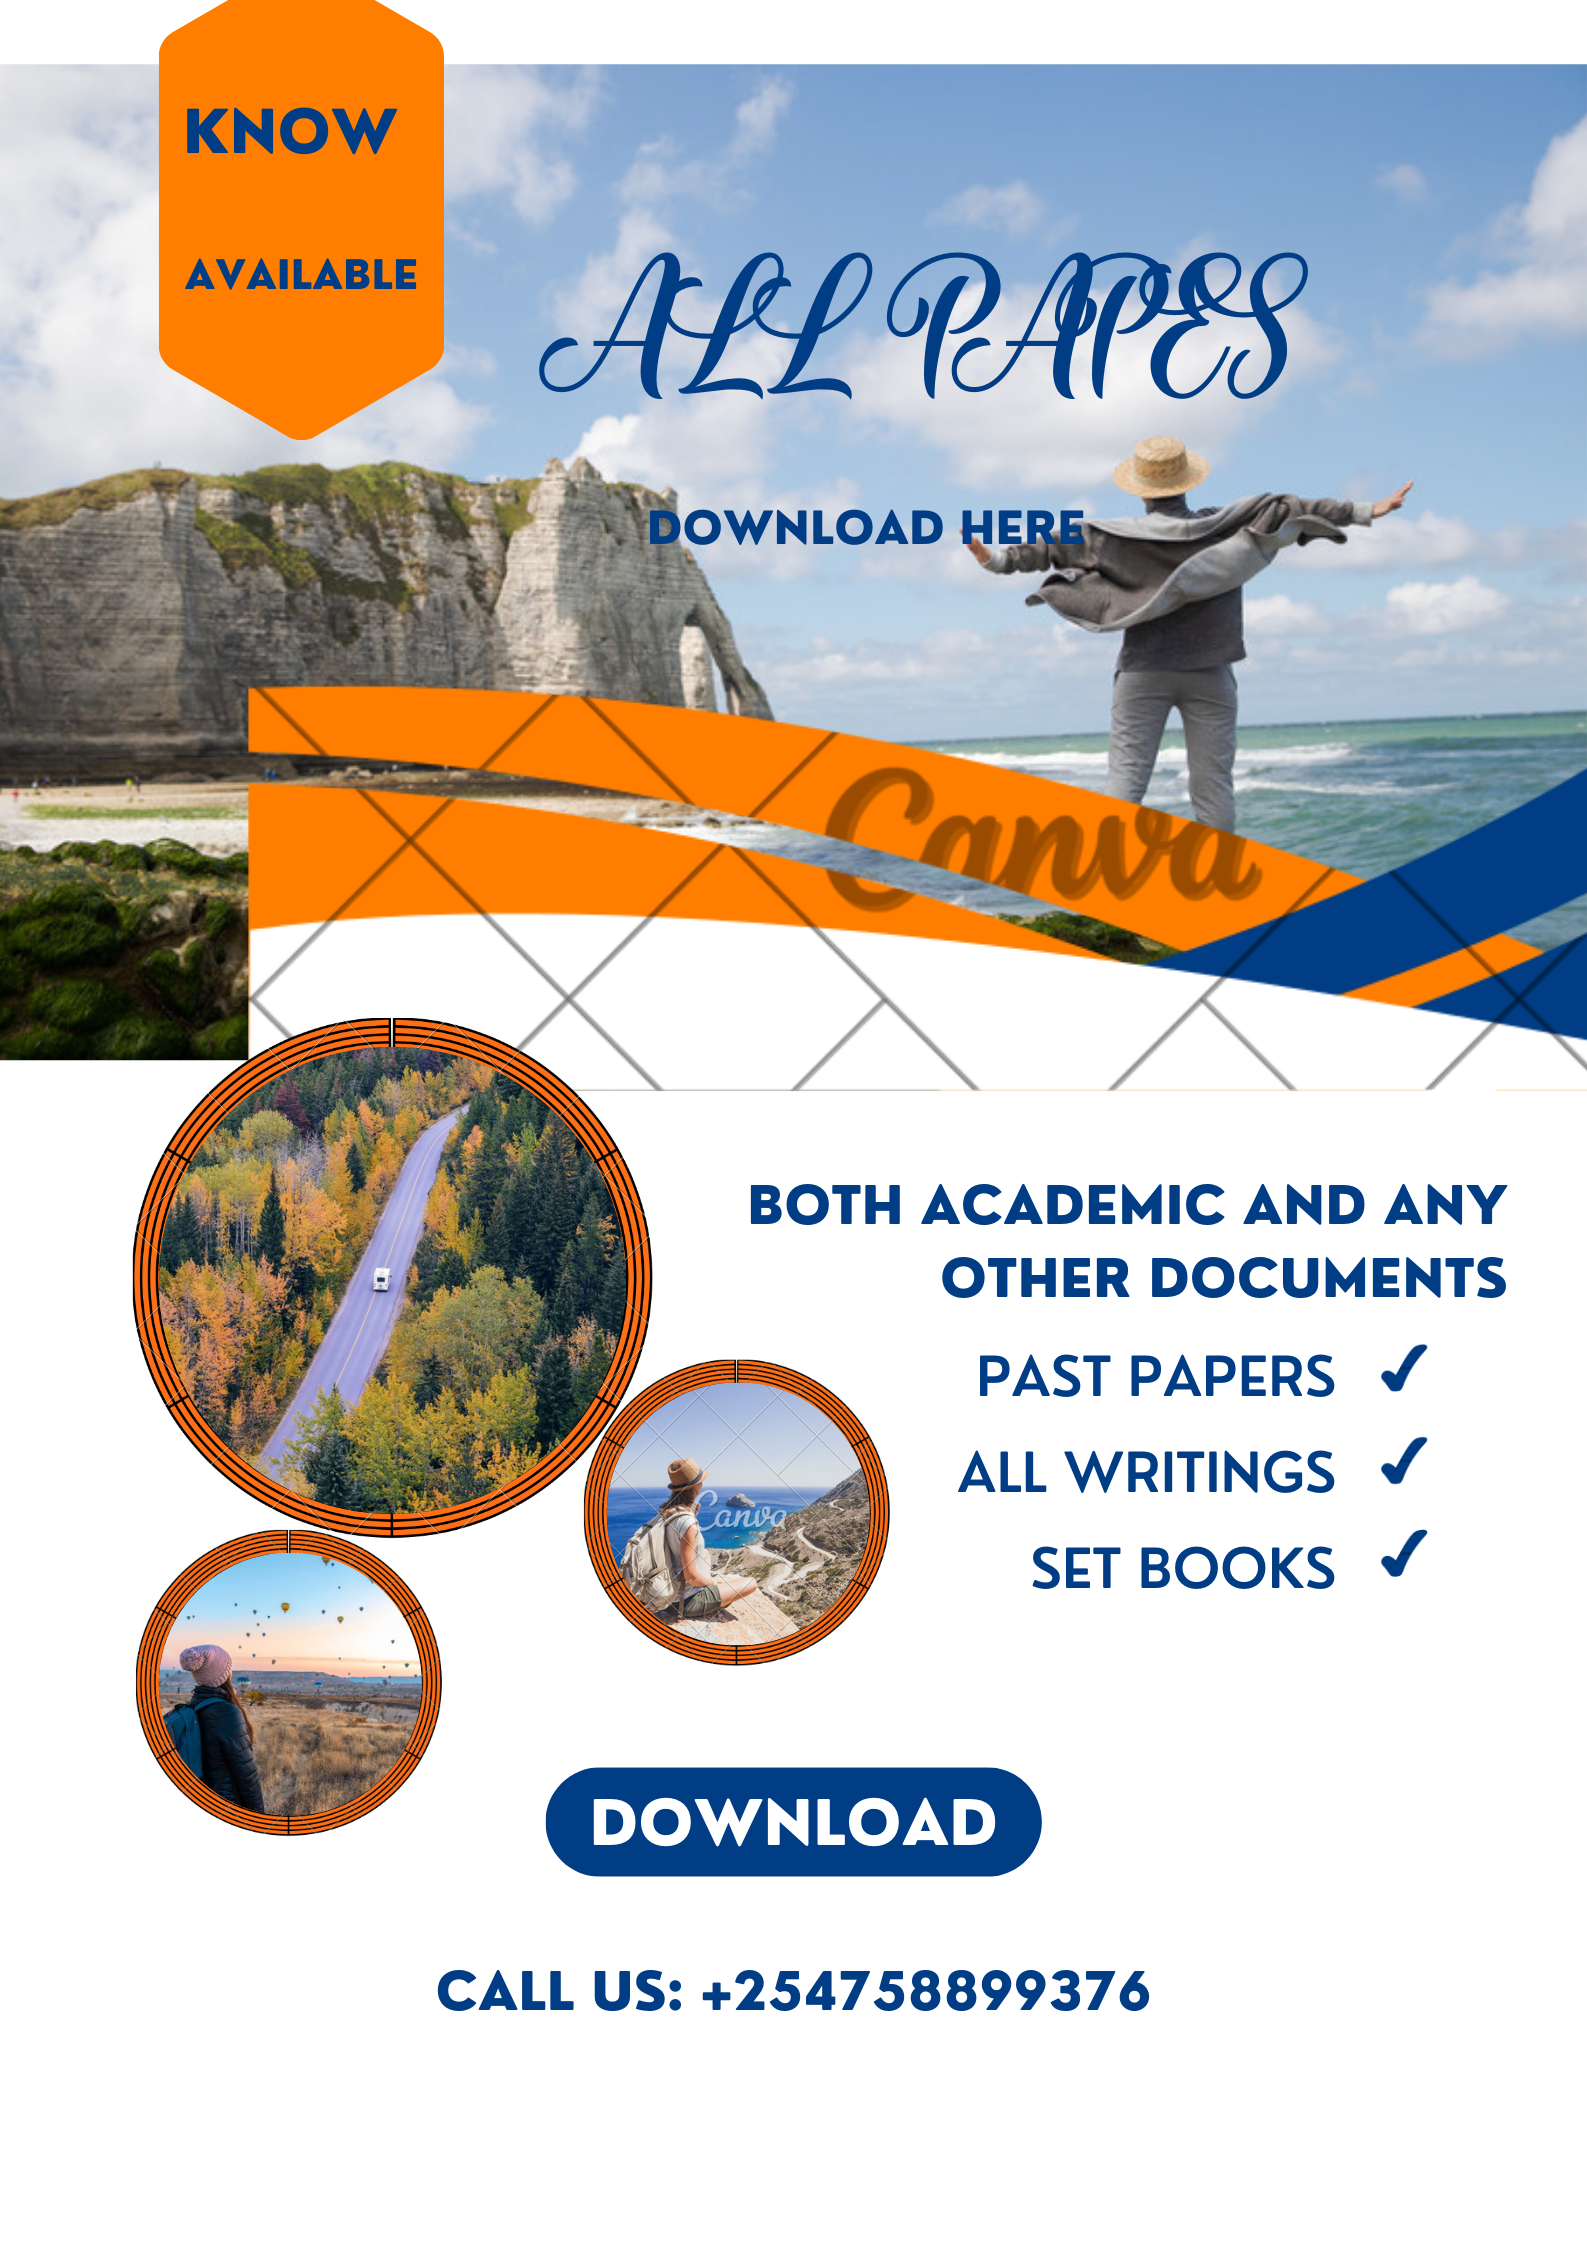 KNOW
AVAILABLE
ALL PAPES
DOWNLOAD HERE
Canva
BOTH ACADEMIC AND ANY
OTHER DOCUMENTS
PAST PAPERS
ALL WRITINGS
SET BOOKS
Canva
DOWNLOAD
CALL US: +254758899376